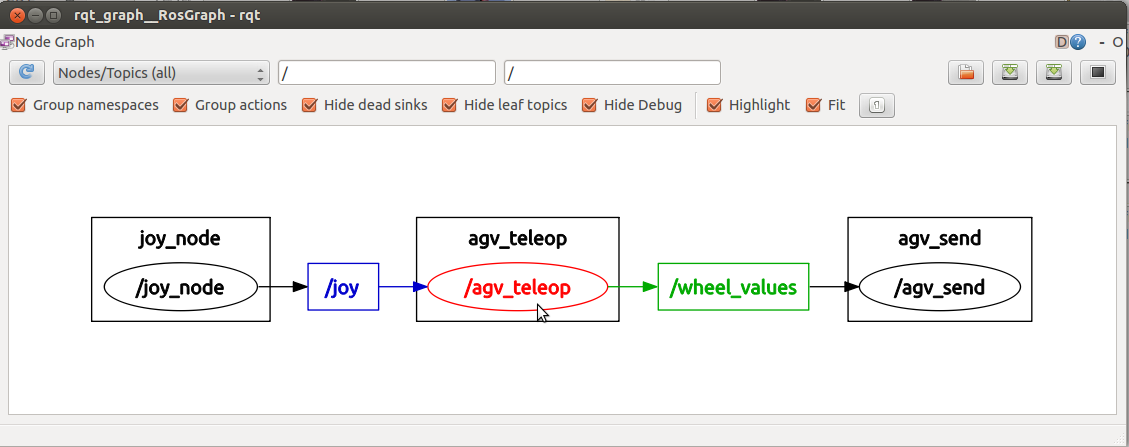 rqt_graph__RosGraph - rqt
Node Graph
D ? - O
Nodes/Topics (all) / /
Group namespaces Group actions Hide dead sinks Hide leaf topics Hide Debug Highlight Fit
joy_node agv_teleop agv_send
/joy_node /joy /agv_teleop /wheel_values /agv_send